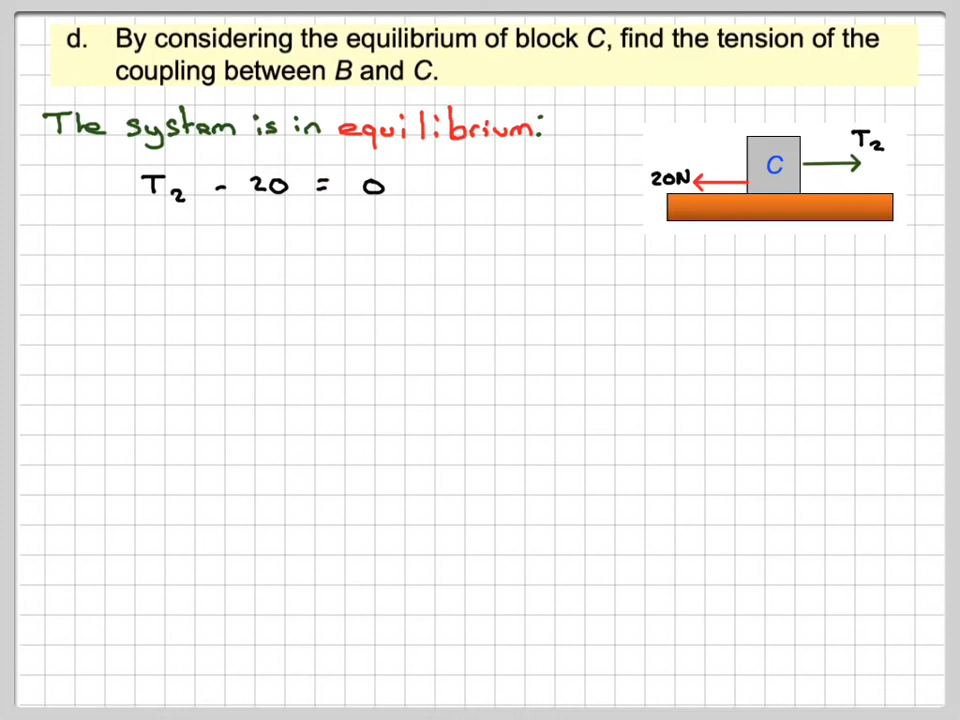 d. By considering the equilibrium of block C, find the tension of the
coupling between B and C.
The system is in equilibrium:
T₂ - 20 = 0
T₂
C
20N